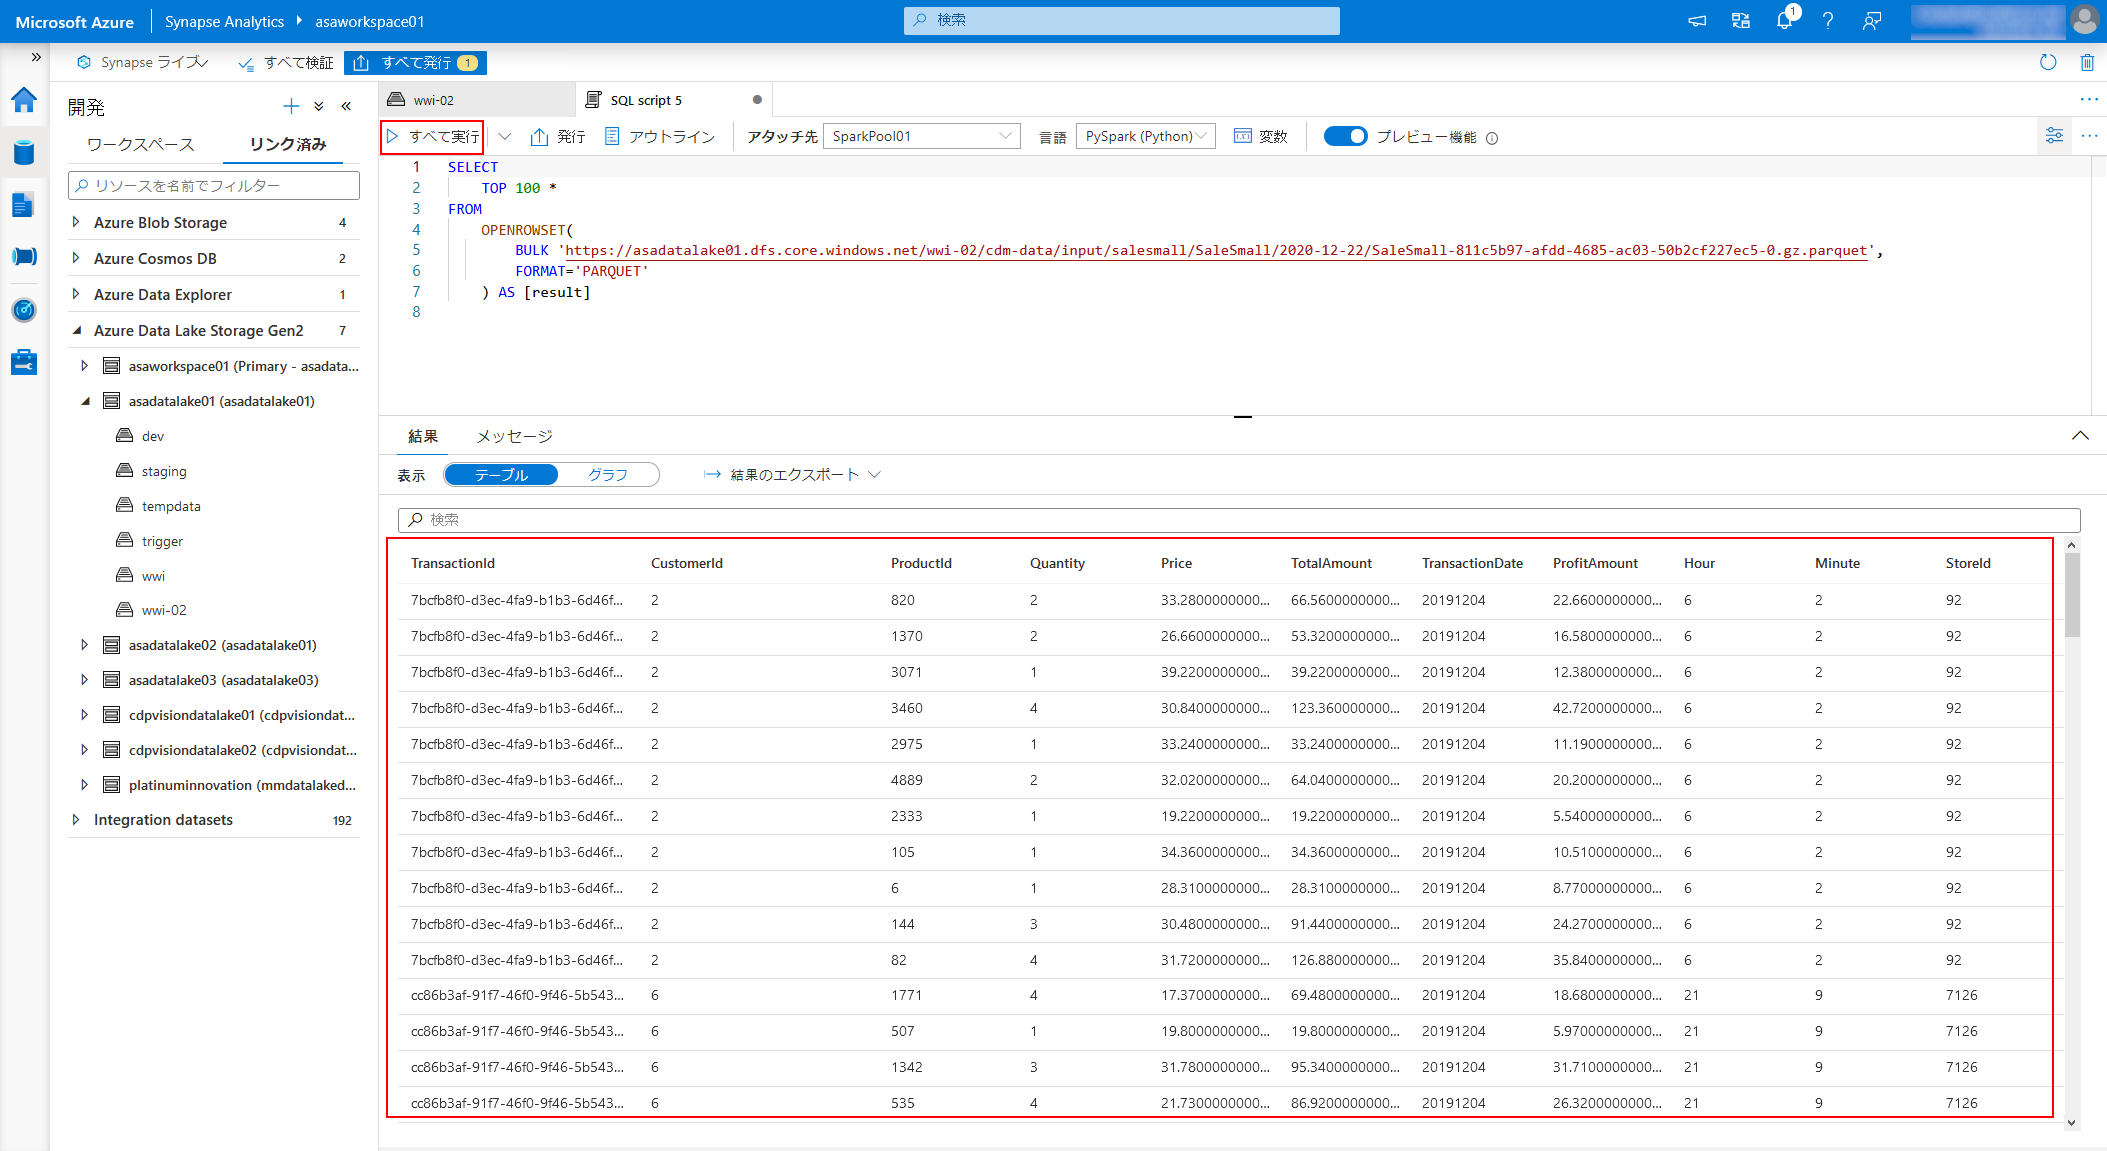 Microsoft Azure
Synapse Analytics
asaworkspace01
検索
1
Synapse ライブ
すべて検証
すべて発行
1
開発
ワークスペース
リンク済み
リソースを名前でフィルター
Azure Blob Storage 4
Azure Cosmos DB 2
Azure Data Explorer 1
Azure Data Lake Storage Gen2 7
asaworkspace01 (Primary - asadata...
asadatalake01 (asadatalake01)
dev
staging
tempdata
trigger
wwi
wwi-02
asadatalake02 (asadatalake01)
asadatalake03 (asadatalake03)
cdpvisiondatalake01 (cdpvisiondat...
cdpvisiondatalake02 (cdpvisiondat...
platinuminnovation (mmdatalaked...
Integration datasets 192
wwi-02
SQL script 5
すべて実行
発行
アウトライン
アタッチ先
SparkPool01
言語
PySpark (Python)
変数
プレビュー機能
1 SELECT
2 TOP 100 *
3 FROM
4 OPENROWSET(
5 BULK 'https://asadatalake01.dfs.core.windows.net/wwi-02/cdm-data/input/salesmall/SaleSmall/2020-12-22/SaleSmall-811c5b97-afdd-4685-ac03-50b2cf227ec5-0.gz.parquet',
6 FORMAT='PARQUET'
7 ) AS [result]
8
結果
メッセージ
表示
テーブル
グラフ
結果のエクスポート
検索
TransactionId CustomerId ProductId Quantity Price TotalAmount TransactionDate ProfitAmount Hour Minute StoreId
7bcfb8f0-d3ec-4fa9-b1b3-6d46f... 2 820 2 33.2800000000... 66.5600000000... 20191204 22.6600000000... 6 2 92
7bcfb8f0-d3ec-4fa9-b1b3-6d46f... 2 1370 2 26.6600000000... 53.3200000000... 20191204 16.5800000000... 6 2 92
7bcfb8f0-d3ec-4fa9-b1b3-6d46f... 2 3071 1 39.2200000000... 39.2200000000... 20191204 12.3800000000... 6 2 92
7bcfb8f0-d3ec-4fa9-b1b3-6d46f... 2 3460 4 30.8400000000... 123.360000000... 20191204 42.7200000000... 6 2 92
7bcfb8f0-d3ec-4fa9-b1b3-6d46f... 2 2975 1 33.2400000000... 33.2400000000... 20191204 11.1900000000... 6 2 92
7bcfb8f0-d3ec-4fa9-b1b3-6d46f... 2 4889 2 32.0200000000... 64.0400000000... 20191204 20.2000000000... 6 2 92
7bcfb8f0-d3ec-4fa9-b1b3-6d46f... 2 2333 1 19.2200000000... 19.2200000000... 20191204 5.54000000000... 6 2 92
7bcfb8f0-d3ec-4fa9-b1b3-6d46f... 2 105 1 34.3600000000... 34.3600000000... 20191204 10.5100000000... 6 2 92
7bcfb8f0-d3ec-4fa9-b1b3-6d46f... 2 6 1 28.3100000000... 28.3100000000... 20191204 8.77000000000... 6 2 92
7bcfb8f0-d3ec-4fa9-b1b3-6d46f... 2 144 3 30.4800000000... 91.4400000000... 20191204 24.2700000000... 6 2 92
7bcfb8f0-d3ec-4fa9-b1b3-6d46f... 2 82 4 31.7200000000... 126.880000000... 20191204 35.8400000000... 6 2 92
cc86b3af-91f7-46f0-9f46-5b543... 6 1771 4 17.3700000000... 69.4800000000... 20191204 18.6800000000... 21 9 7126
cc86b3af-91f7-46f0-9f46-5b543... 6 507 1 19.8000000000... 19.8000000000... 20191204 5.97000000000... 21 9 7126
cc86b3af-91f7-46f0-9f46-5b543... 6 1342 3 31.7800000000... 95.3400000000... 20191204 31.7100000000... 21 9 7126
cc86b3af-91f7-46f0-9f46-5b543... 6 535 4 21.7300000000... 86.9200000000... 20191204 26.3200000000... 21 9 7126